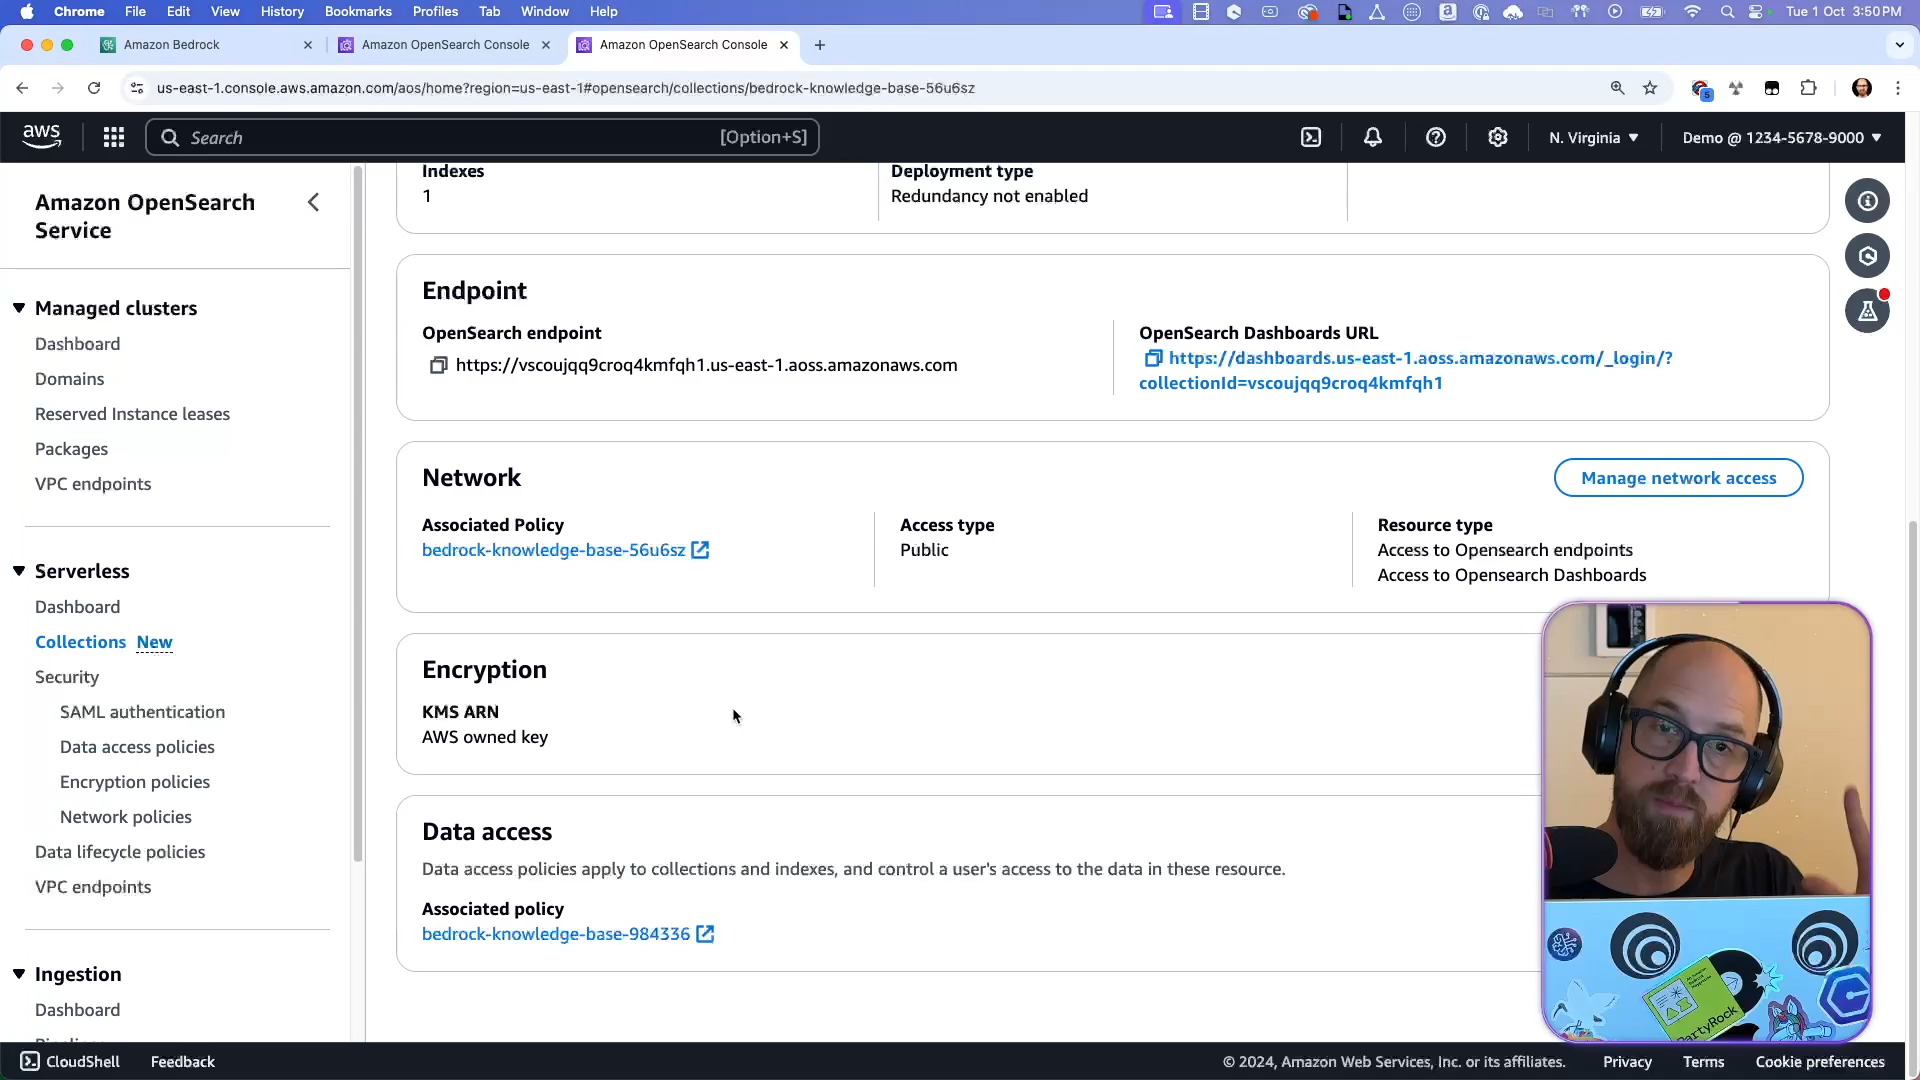 Chrome File Edit View History Bookmarks Profiles Tab Window Help Tue 1 Oct 3:50 PM
Amazon Bedrock
Amazon OpenSearch Console
Amazon OpenSearch Console
us-east-1.console.aws.amazon.com/aos/home?region=us-east-1#opensearch/collections/bedrock-knowledge-base-56u6sz
5
aws
Search
[Option+S]
N. Virginia
Demo @ 1234-5678-9000
Amazon OpenSearch
Service
Managed clusters
Dashboard
Domains
Reserved Instance leases
Packages
VPC endpoints
Serverless
Dashboard
Collections New
Security
SAML authentication
Data access policies
Encryption policies
Network policies
Data lifecycle policies
VPC endpoints
Ingestion
Dashboard
Indexes
1
Deployment type
Redundancy not enabled
Endpoint
OpenSearch endpoint
https://vscoujqq9croq4kmfqh1.us-east-1.aoss.amazonaws.com
OpenSearch Dashboards URL
https://dashboards.us-east-1.aoss.amazonaws.com/_login/?
collectionId=vscoujqq9croq4kmfqh1
Network
Manage network access
Associated Policy
bedrock-knowledge-base-56u6sz
Access type
Public
Resource type
Access to Opensearch endpoints
Access to Opensearch Dashboards
Encryption
KMS ARN
AWS owned key
Data access
Data access policies apply to collections and indexes, and control a user's access to the data in these resource.
Associated policy
bedrock-knowledge-base-984336
PartyRock
CloudShell
Feedback
© 2024, Amazon Web Services, Inc. or its affiliates.
Privacy
Terms
Cookie preferences